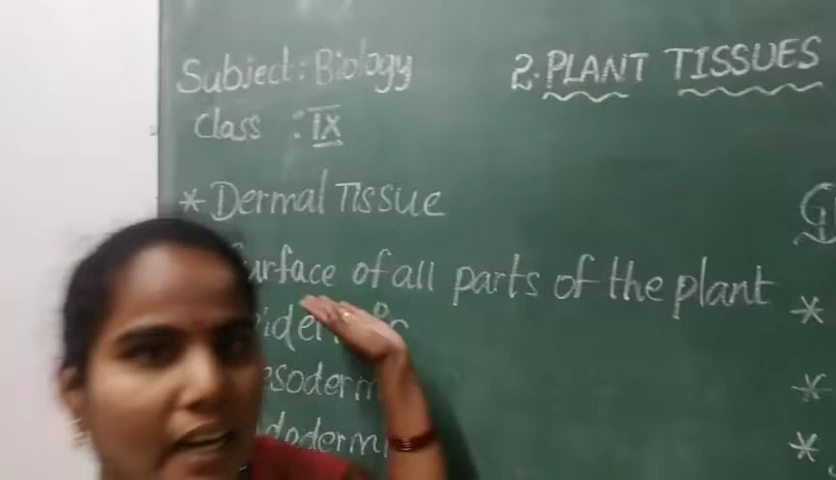 Subject : Biology
Class : IX
2. PLANT TISSUES
* Dermal Tissue
surface of all parts of the plant
*
*
*